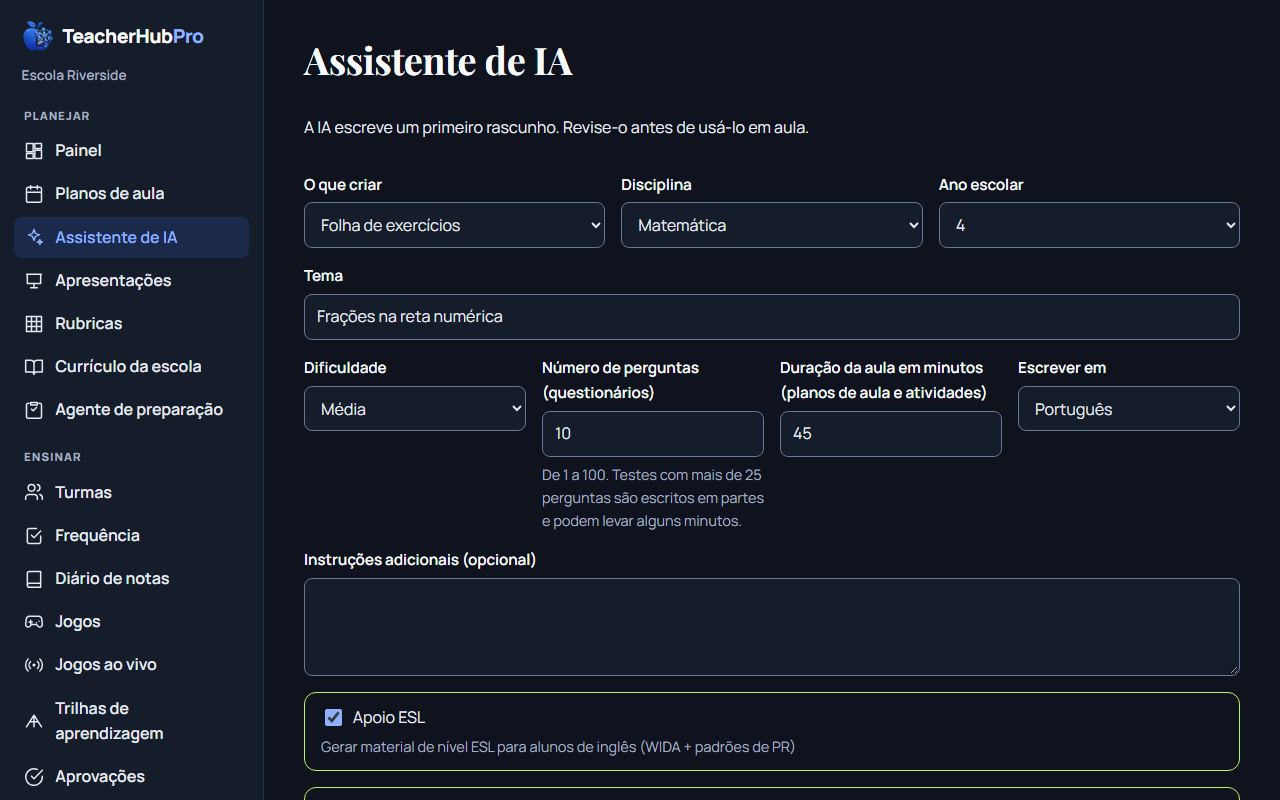 TeacherHubPro
Escola Riverside
PLANEJAR
Painel
Planos de aula
Assistente de IA
Apresentações
Rubricas
Currículo da escola
Agente de preparação
ENSINAR
Turmas
Frequência
Diário de notas
Jogos
Jogos ao vivo
Trilhas de
aprendizagem
Aprovações
Assistente de IA
A IA escreve um primeiro rascunho. Revise-o antes de usá-lo em aula.
O que criar
Folha de exercícios
Disciplina
Matemática
Ano escolar
4
Tema
Frações na reta numérica
Dificuldade
Média
Número de perguntas
(questionários)
10
De 1 a 100. Testes com mais de 25
perguntas são escritos em partes
e podem levar alguns minutos.
Duração da aula em minutos
(planos de aula e atividades)
45
Escrever em
Português
Instruções adicionais (opcional)
Apoio ESL
Gerar material de nível ESL para alunos de inglês (WIDA + padrões de PR)